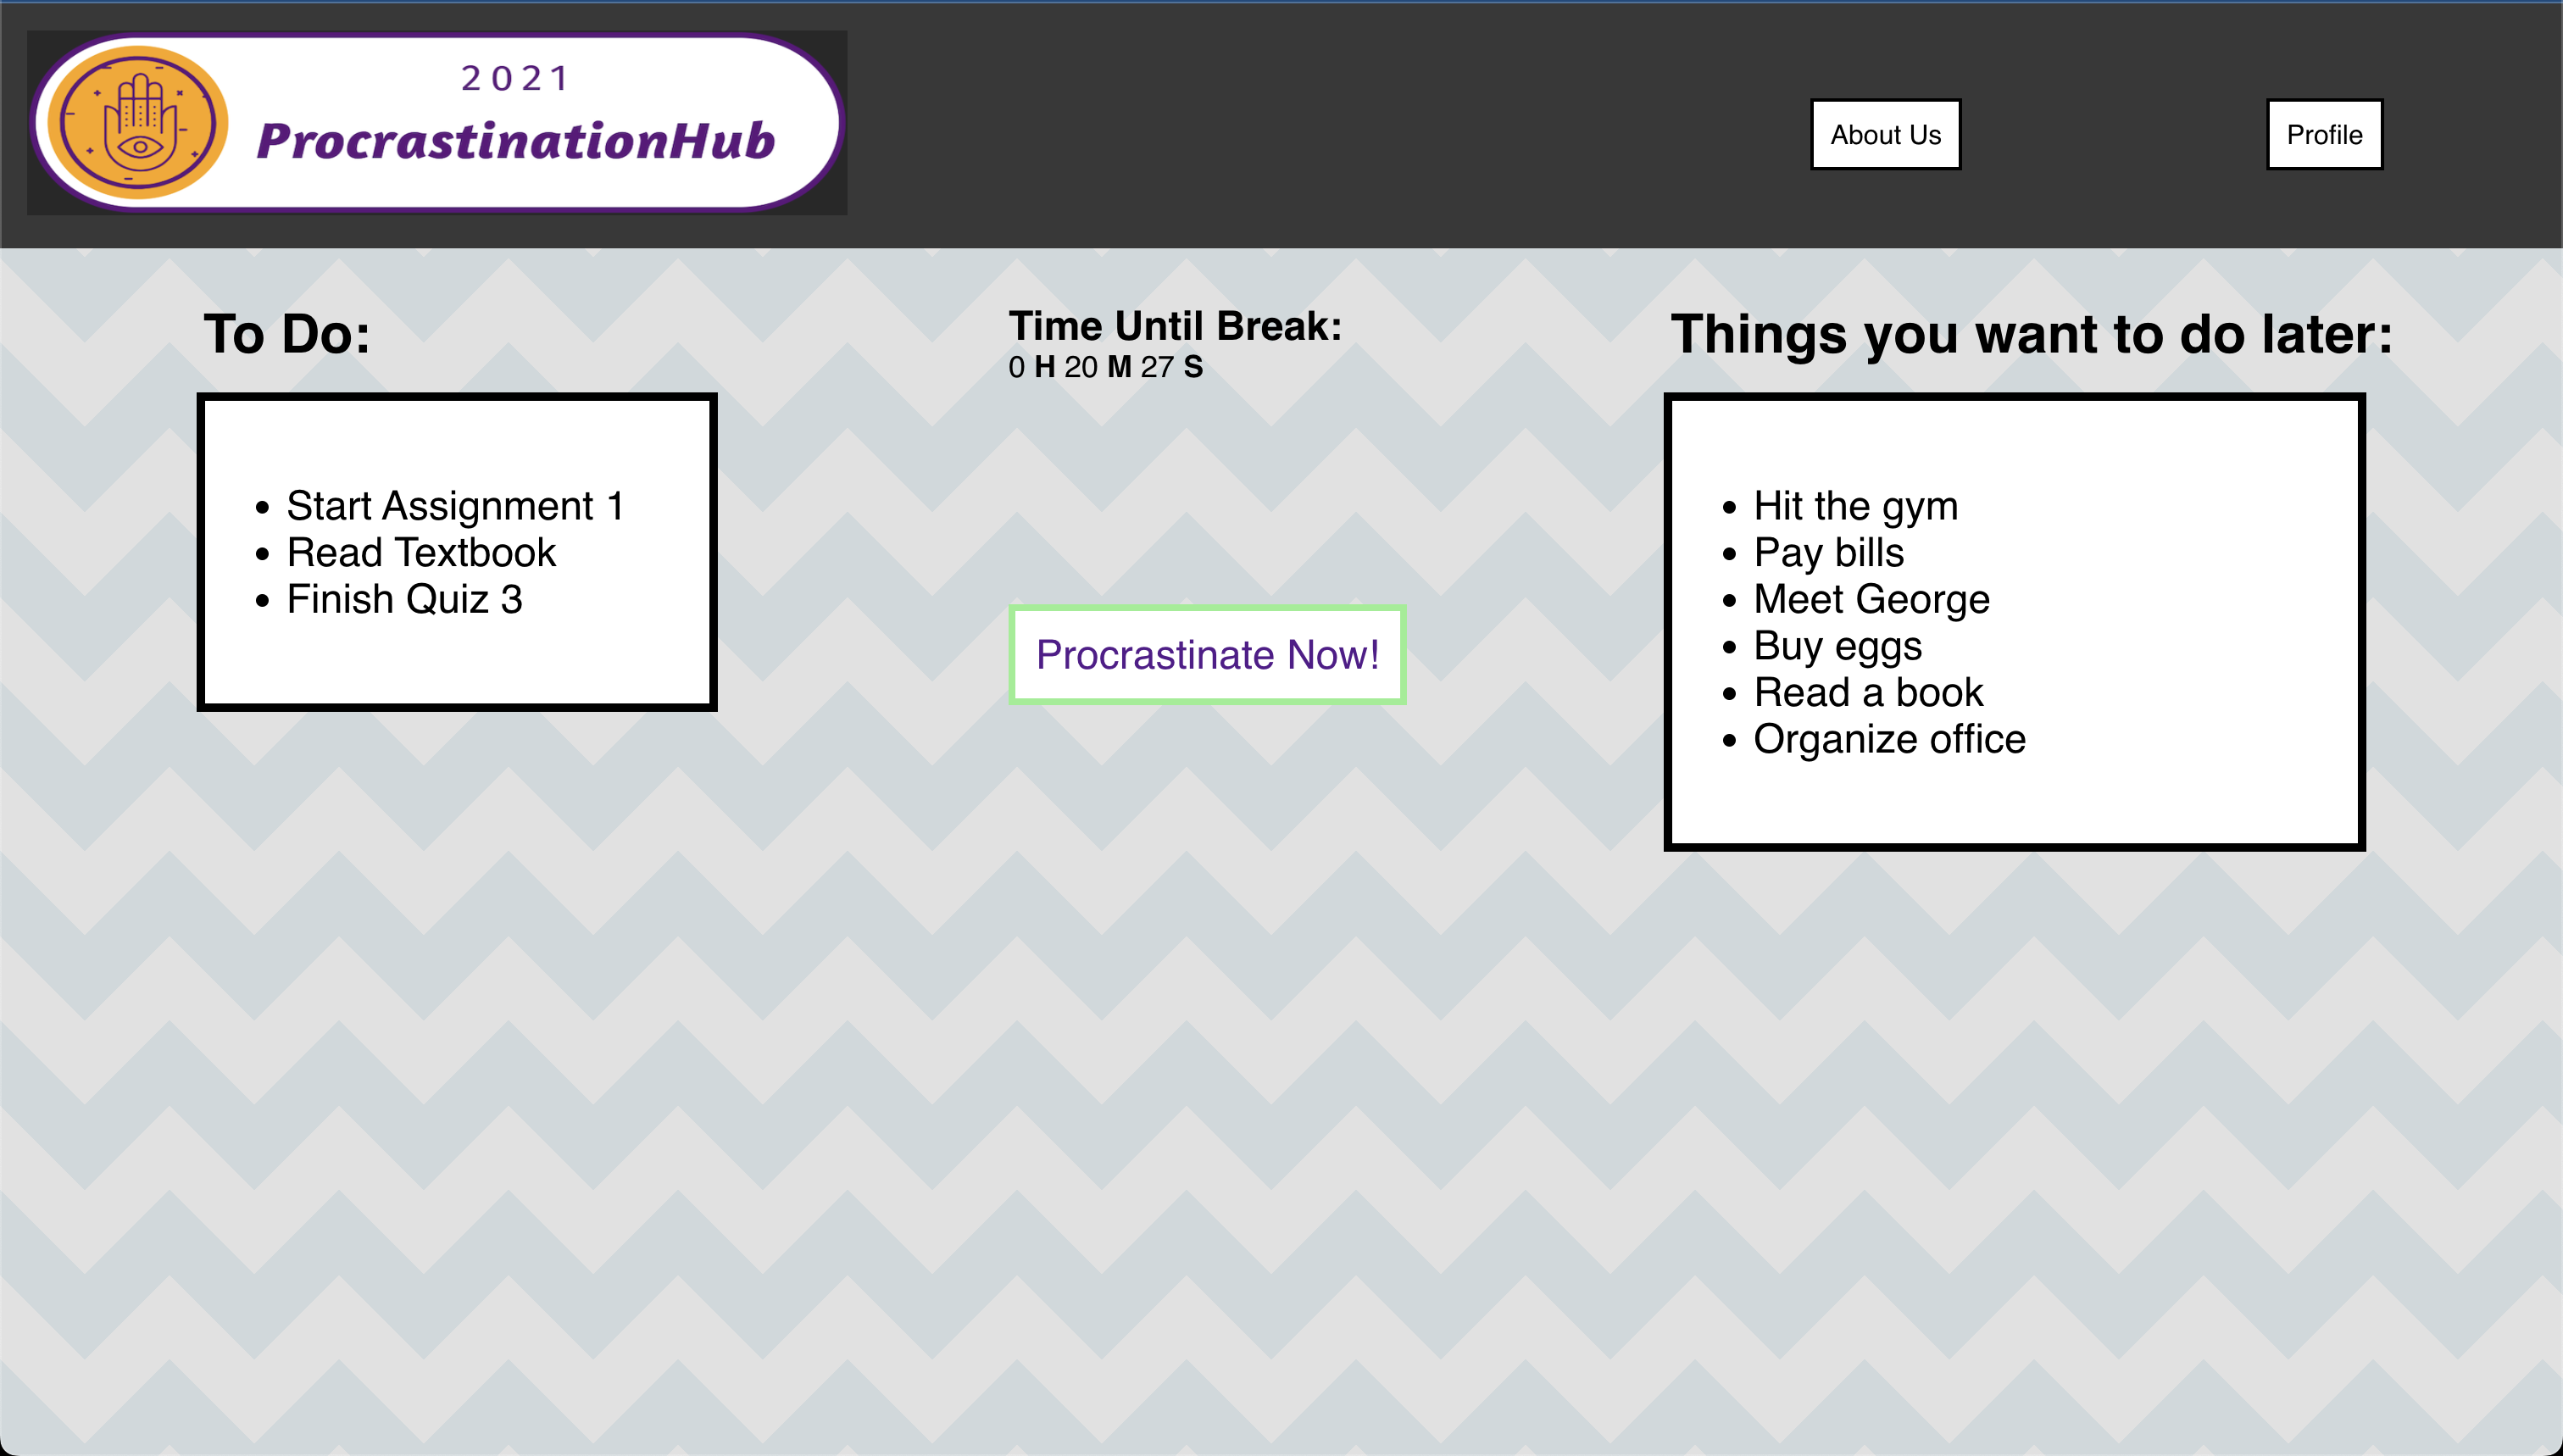 2021
ProcrastinationHub
About Us
Profile
To Do:
• Start Assignment 1
• Read Textbook
• Finish Quiz 3
Time Until Break:
0 H 20 M 27 S
Procrastinate Now!
Things you want to do later:
• Hit the gym
• Pay bills
• Meet George
• Buy eggs
• Read a book
• Organize office